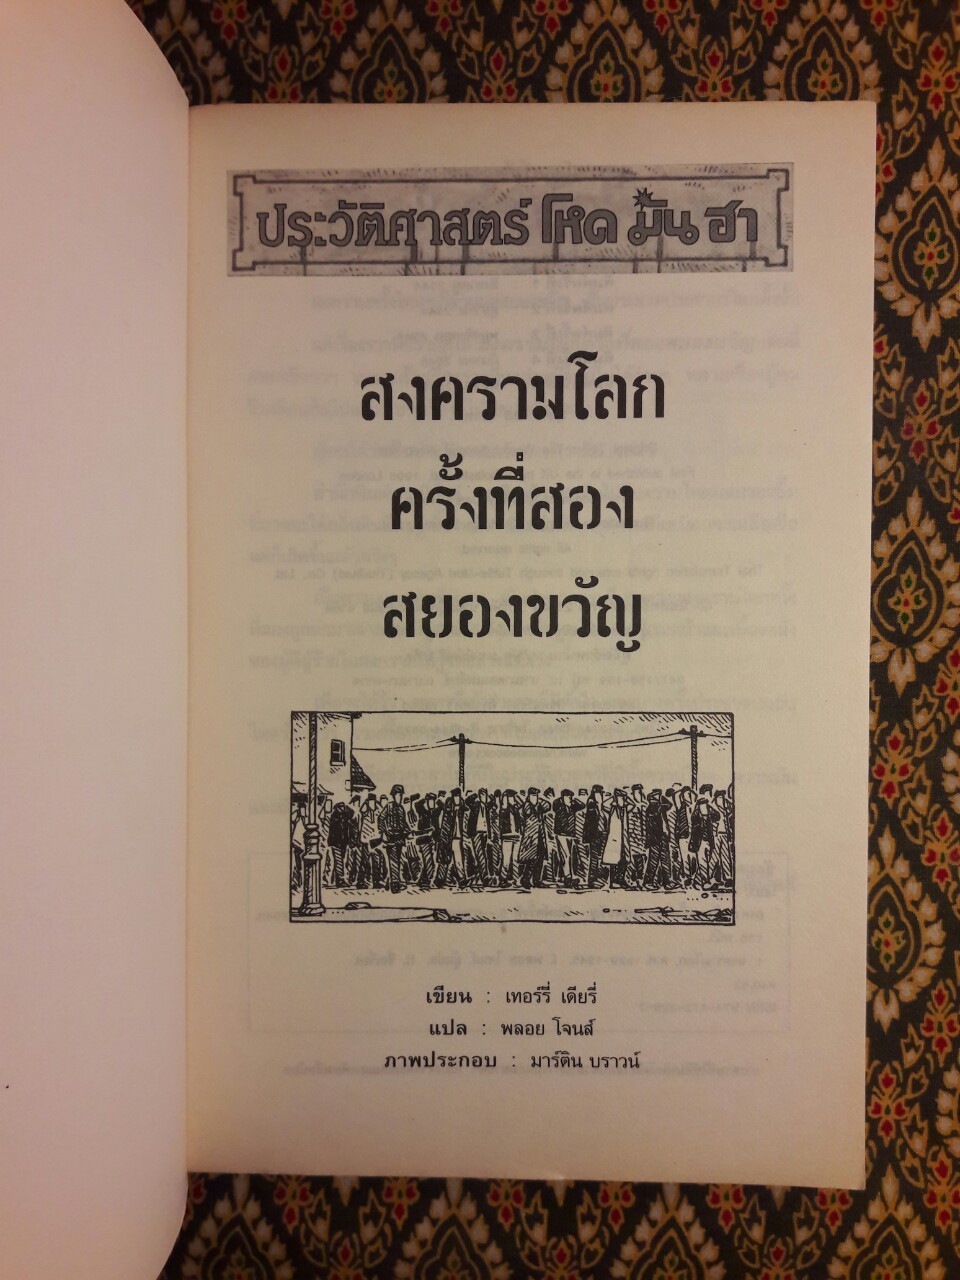 ประวัติศาสตร์ โหด มัน ฮา
สงครามโลก
ครั้งที่สอง
สยองขวัญ
เขียน : เทอร์รี่ เดียรี่
แปล : พลอย โจนส์
ภาพประกอบ : มาร์ติน บราวน์